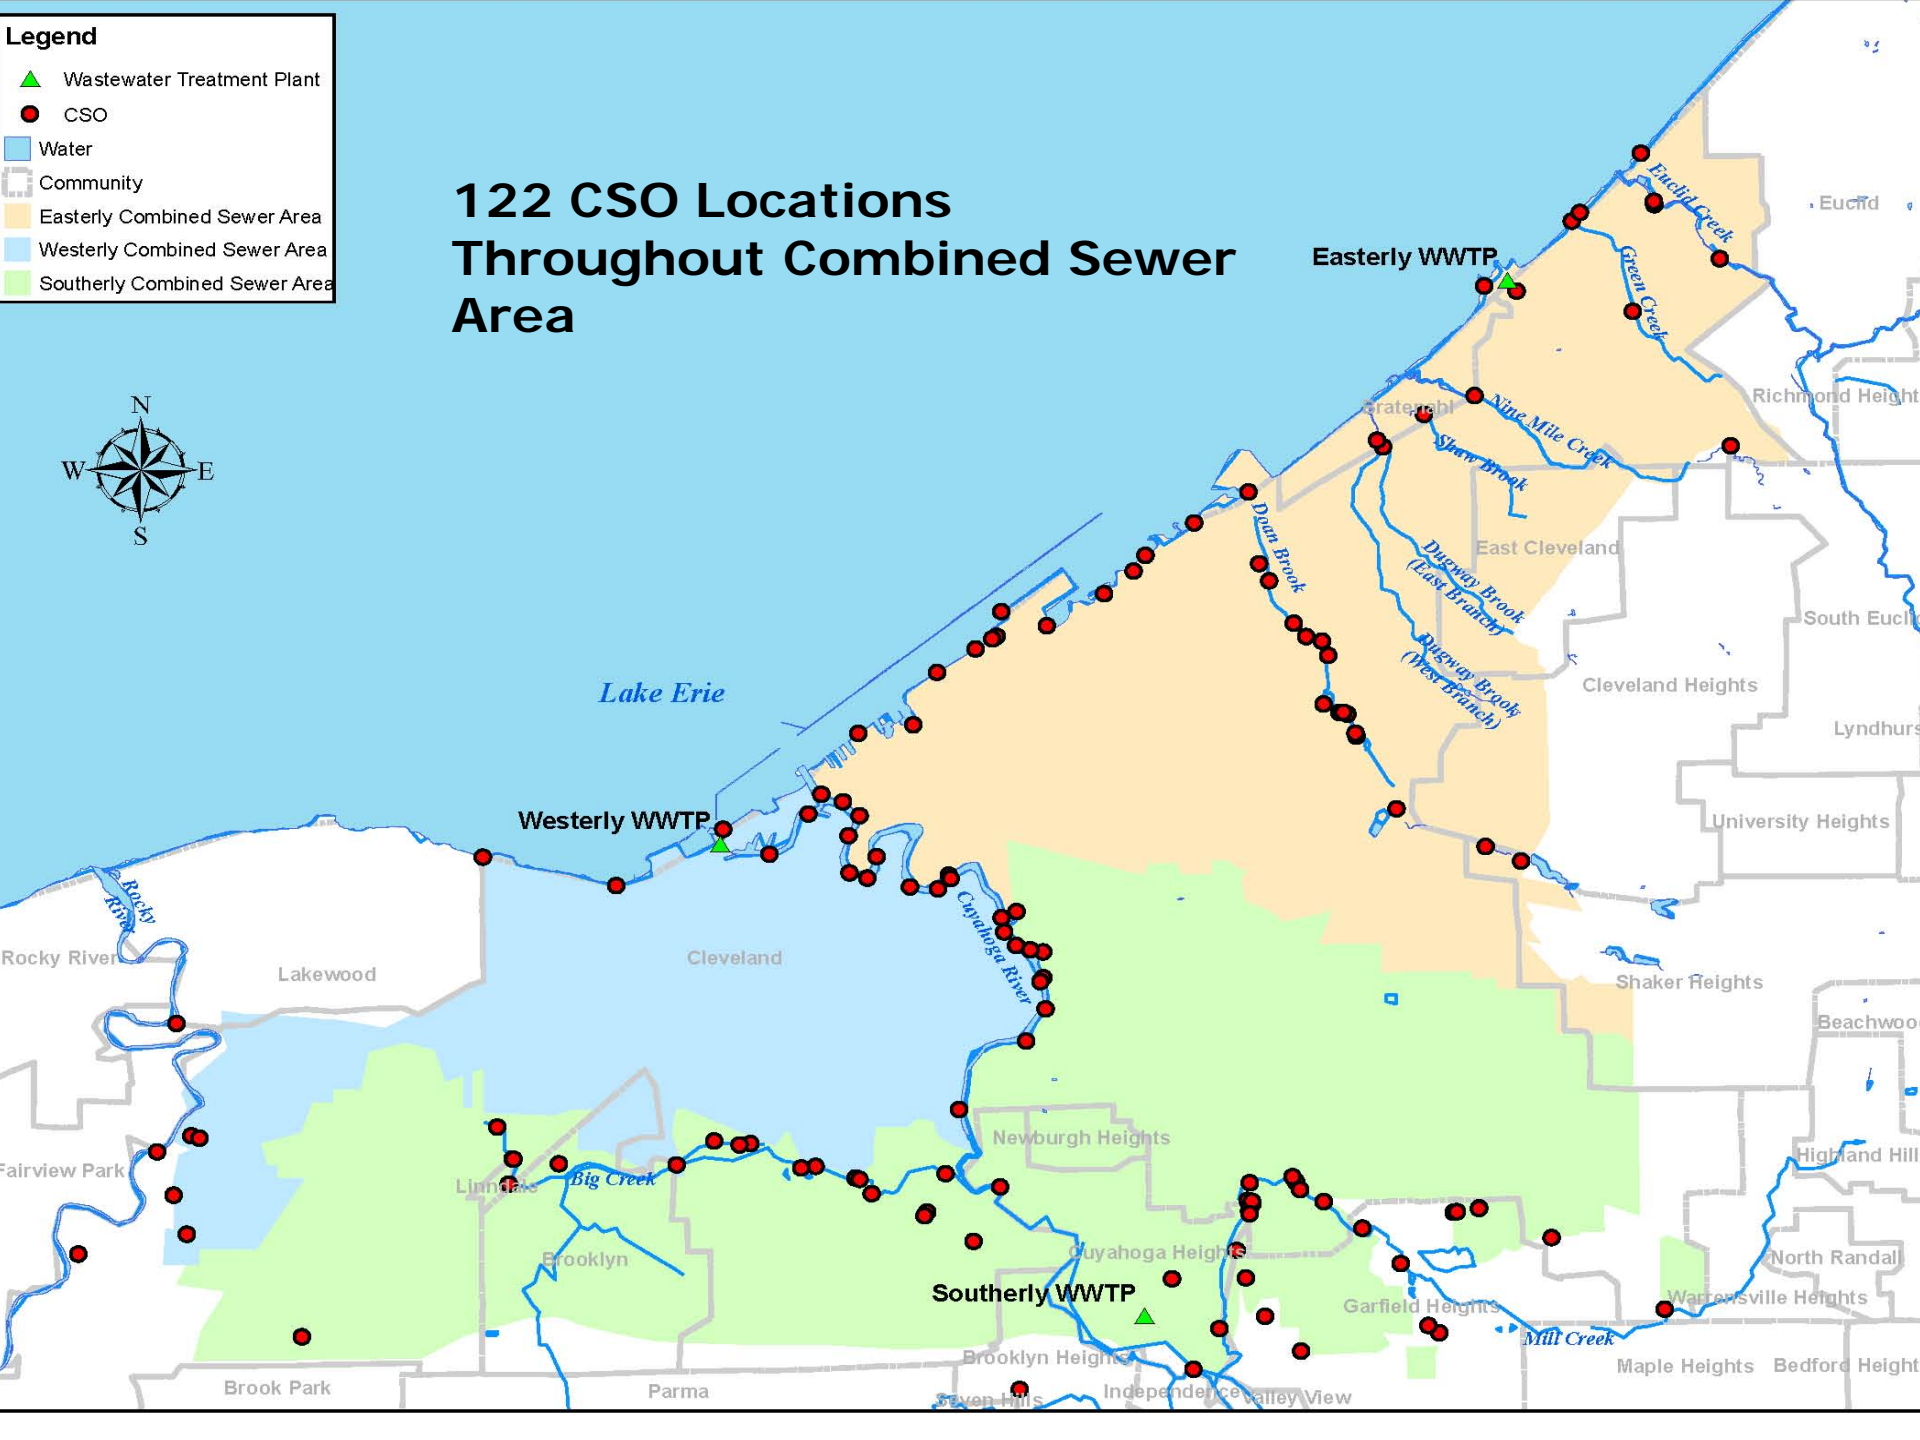 Legend
Wastewater Treatment Plant
CSO
Water
Community
Easterly Combined Sewer Area
Westerly Combined Sewer Area
Southerly Combined Sewer Area
122 CSO Locations
Throughout Combined Sewer
Area
N
W
E
S
Euclid Creek
Euclid
Easterly WWTP
Green Creek
Richmond Height
Bratenahl
Nine Mile Creek
Shaw Brook
Doan Brook
East Cleveland
Dugway Brook
(East Branch)
South Eucli
Dugway Brook
(West Branch)
Cleveland Heights
Lake Erie
Lyndhurs
Westerly WWTP
University Heights
Rocky
River
Cuyahoga River
Rocky River
Lakewood
Cleveland
Shaker Heights
Beachwoo
Newburgh Heights
Highland Hill
Fairview Park
Linndale
Big Creek
Brooklyn
Cuyahoga Heights
North Randall
Southerly WWTP
Garfield Heights
Warrensville Heights
Mill Creek
Brooklyn Heights
Maple Heights
Bedford Height
Brook Park
Parma
Seven Hills
Independence
Valley View